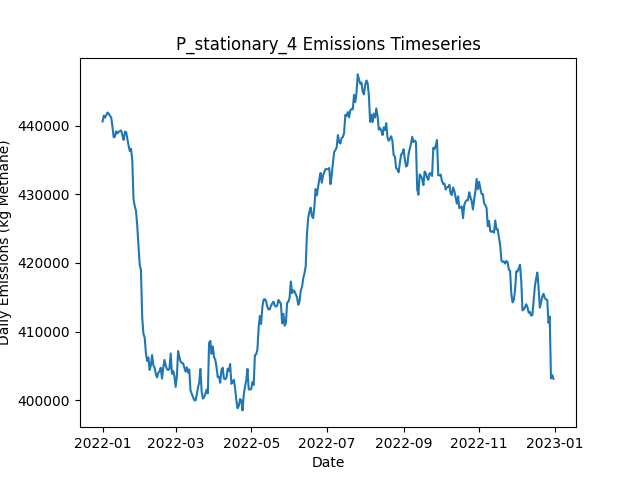 P_stationary_4 Emissions Timeseries
Daily Emissions (kg Methane)
440000
430000
420000
410000
400000
2022-01 2022-03 2022-05 2022-07 2022-09 2022-11 2023-01
Date